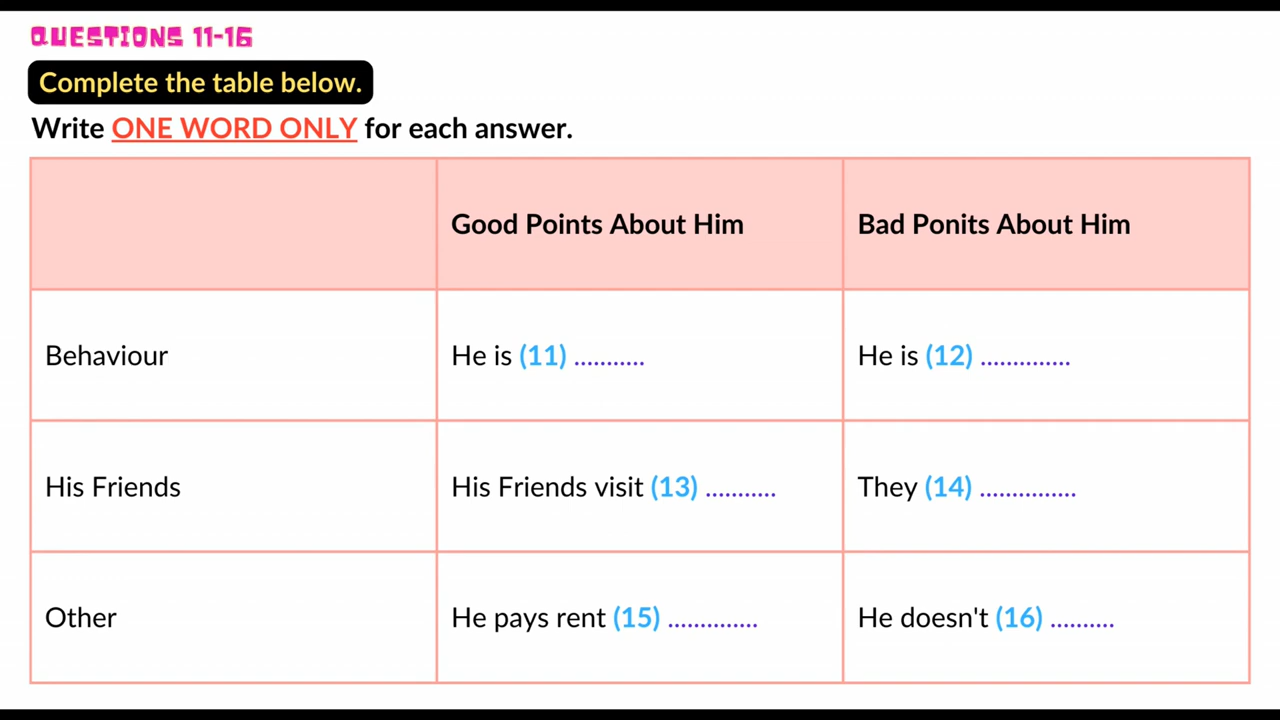 QUESTIONS 11-16
Complete the table below.
Write ONE WORD ONLY for each answer.
Good Points About Him
Bad Ponits About Him
Behaviour
He is (11) ...........
He is (12) ..............
His Friends
His Friends visit (13) ...........
They (14) ...............
Other
He pays rent (15) ..............
He doesn't (16) ..........